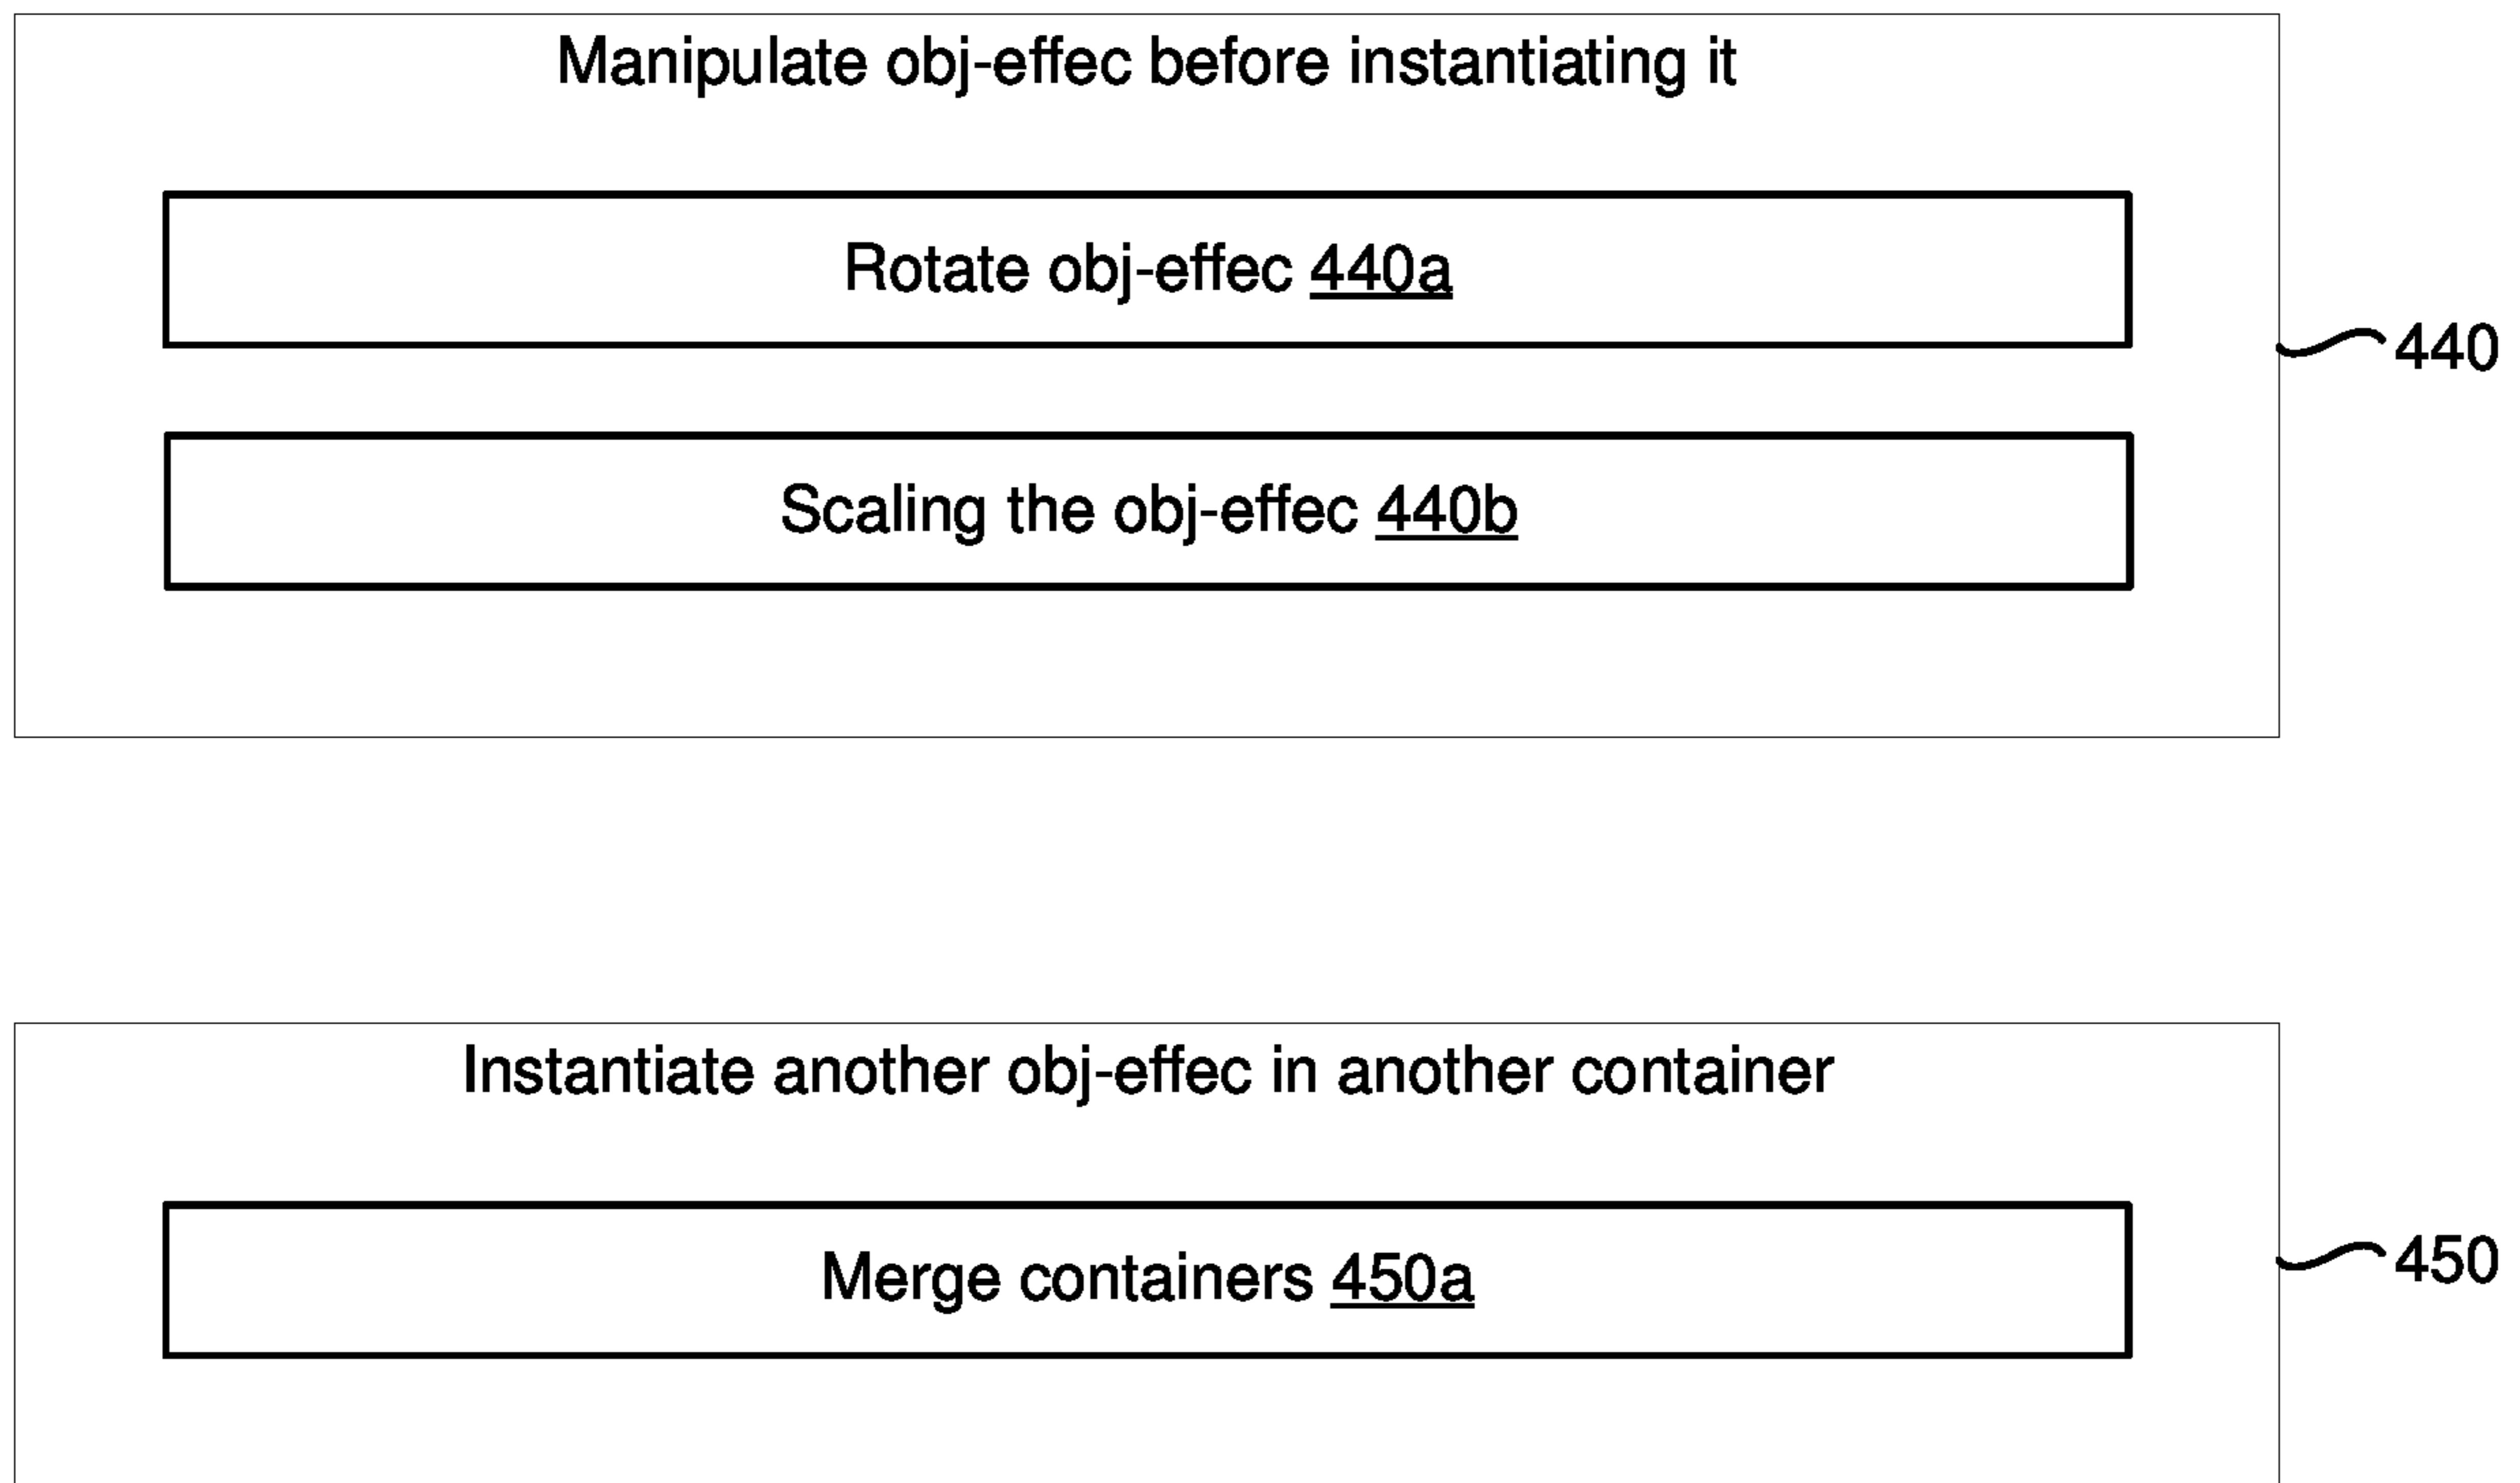 Manipulate obj-effec before instantiating it
Rotate obj-effec 440a
440
Scaling the obj-effec 440b
Instantiate another obj-effec in another container
Merge containers 450a
450